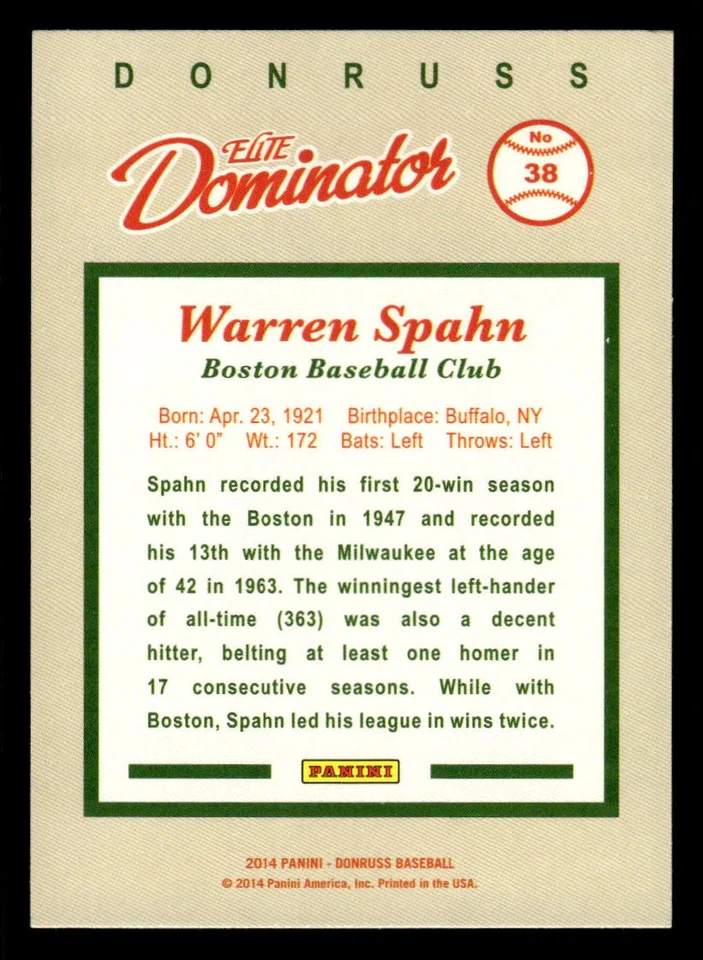 DONRUSS
ELITE
Dominator
No
38
Warren Spahn
Boston Baseball Club
Born: Apr. 23, 1921 Birthplace: Buffalo, NY
Ht.: 6' 0" Wt.: 172 Bats: Left Throws: Left
Spahn recorded his first 20-win season
with the Boston in 1947 and recorded
his 13th with the Milwaukee at the age
of 42 in 1963. The winningest left-hander
of all-time (363) was also a decent
hitter, belting at least one homer in
17 consecutive seasons. While with
Boston, Spahn led his league in wins twice.
PANINI
2014 PANINI - DONRUSS BASEBALL
© 2014 Panini America, Inc. Printed in the USA.